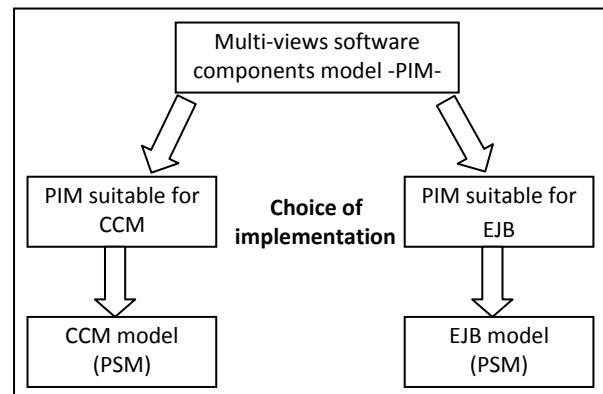 Multi-views software
components model -PIM-
PIM suitable for
CCM
Choice of
implementation
PIM suitable for
EJB
CCM model
(PSM)
EJB model
(PSM)